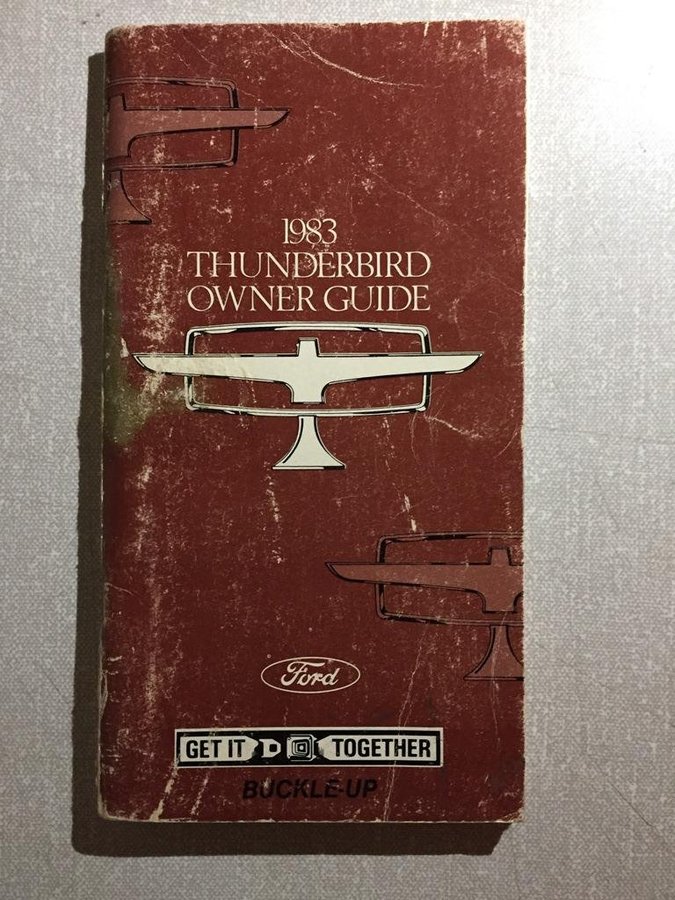 1983
THUNDERBIRD
OWNER GUIDE
Ford
GET IT TOGETHER
BUCKLE-UP